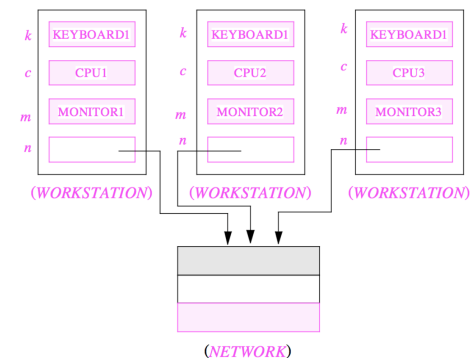 k KEYBOARD1 k KEYBOARD1 k KEYBOARD1
c CPU1 c CPU2 c CPU3
m MONITOR1 m MONITOR2 m MONITOR3
n n n
(WORKSTATION) (WORKSTATION) (WORKSTATION)
(NETWORK)